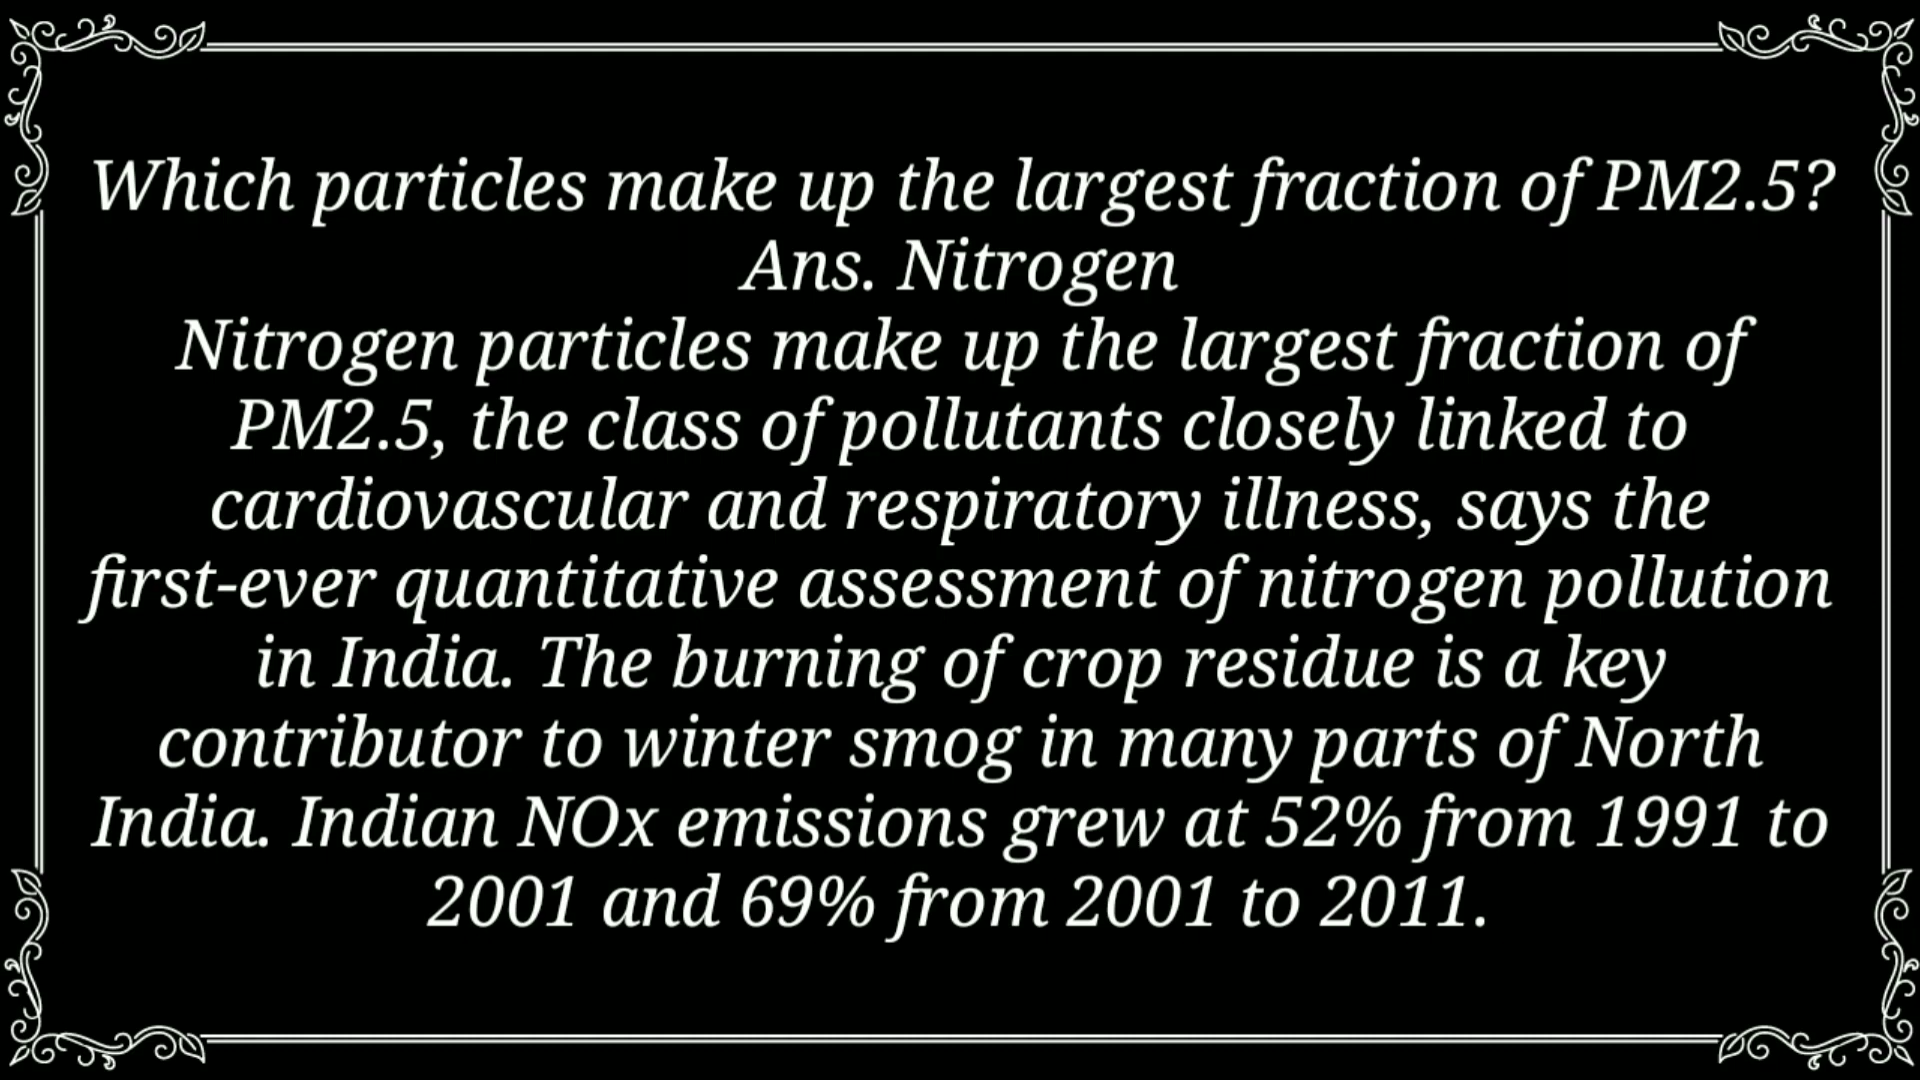 Which particles make up the largest fraction of PM2.5?
Ans. Nitrogen
Nitrogen particles make up the largest fraction of
PM2.5, the class of pollutants closely linked to
cardiovascular and respiratory illness, says the
first-ever quantitative assessment of nitrogen pollution
in India. The burning of crop residue is a key
contributor to winter smog in many parts of North
India. Indian NOx emissions grew at 52% from 1991 to
2001 and 69% from 2001 to 2011.